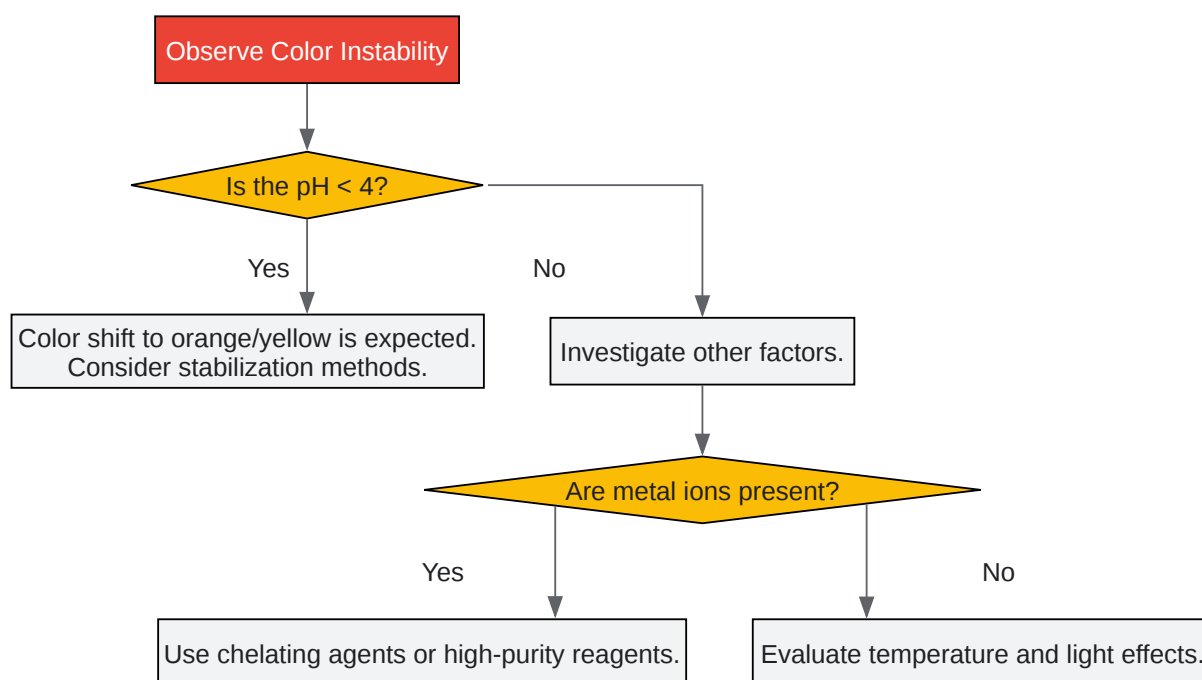 Observe Color Instability
Is the pH < 4?
Yes
No
Color shift to orange/yellow is expected.
Consider stabilization methods.
Investigate other factors.
Are metal ions present?
Yes
No
Use chelating agents or high-purity reagents.
Evaluate temperature and light effects.